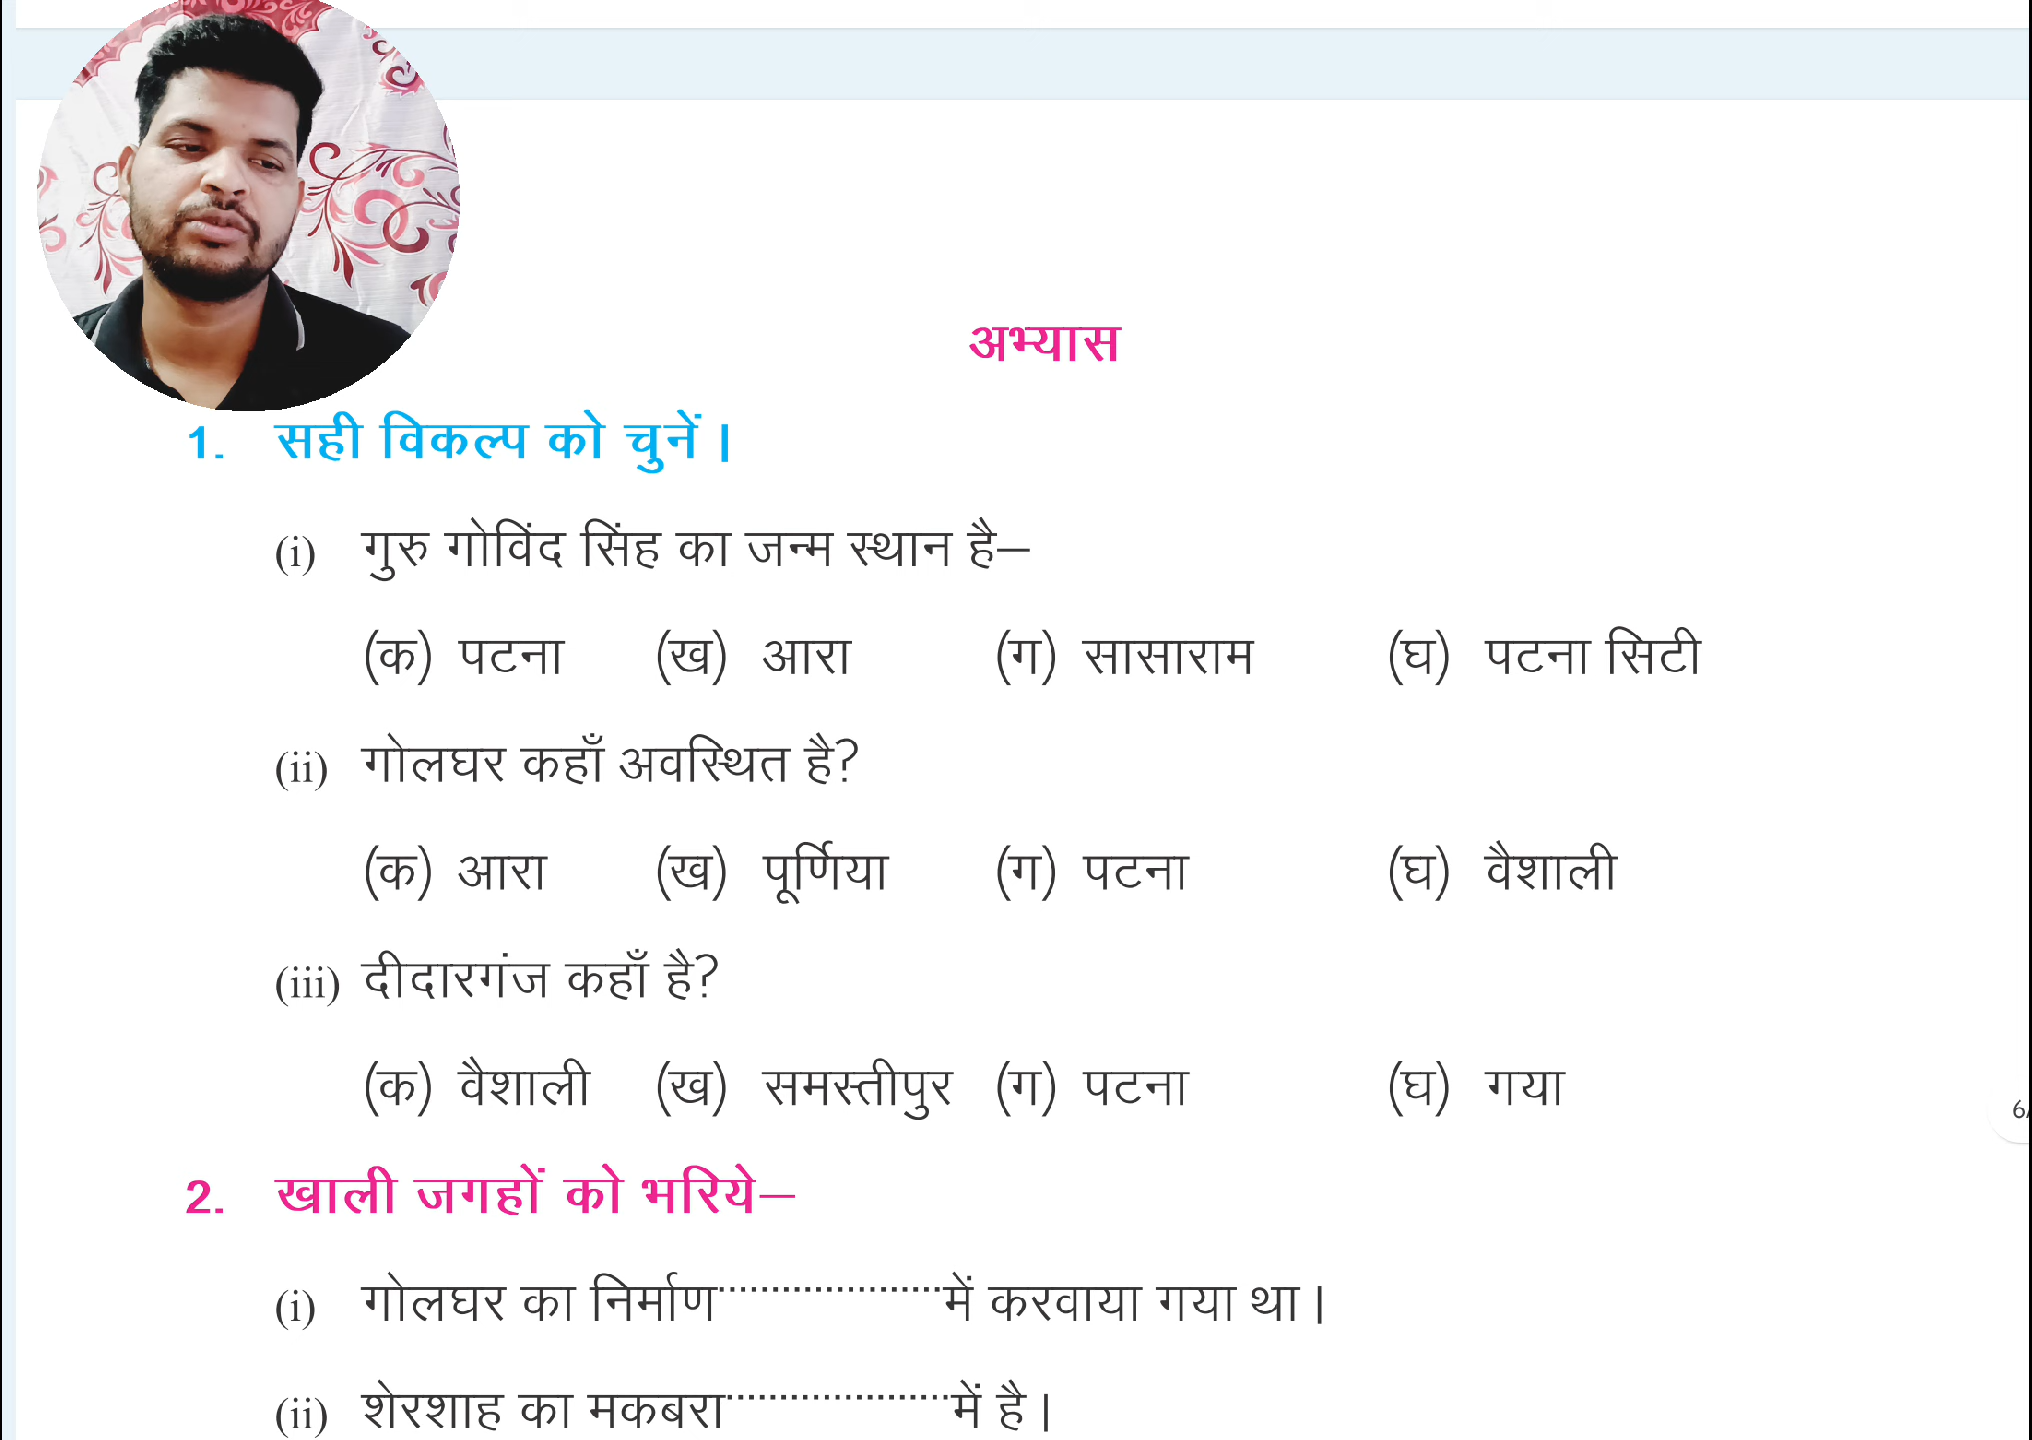 अभ्यास
1. सही विकल्प को चुनें।
(i) गुरु गोविंद सिंह का जन्म स्थान है–
(क) पटना (ख) आरा (ग) सासाराम (घ) पटना सिटी
(ii) गोलघर कहाँ अवस्थित है?
(क) आरा (ख) पूर्णिया (ग) पटना (घ) वैशाली
(iii) दीदारगंज कहाँ है?
(क) वैशाली (ख) समस्तीपुर (ग) पटना (घ) गया
6/
2. खाली जगहों को भरिये–
(i) गोलघर का निर्माण.....................में करवाया गया था।
(ii) शेरशाह का मकबरा.....................में है।